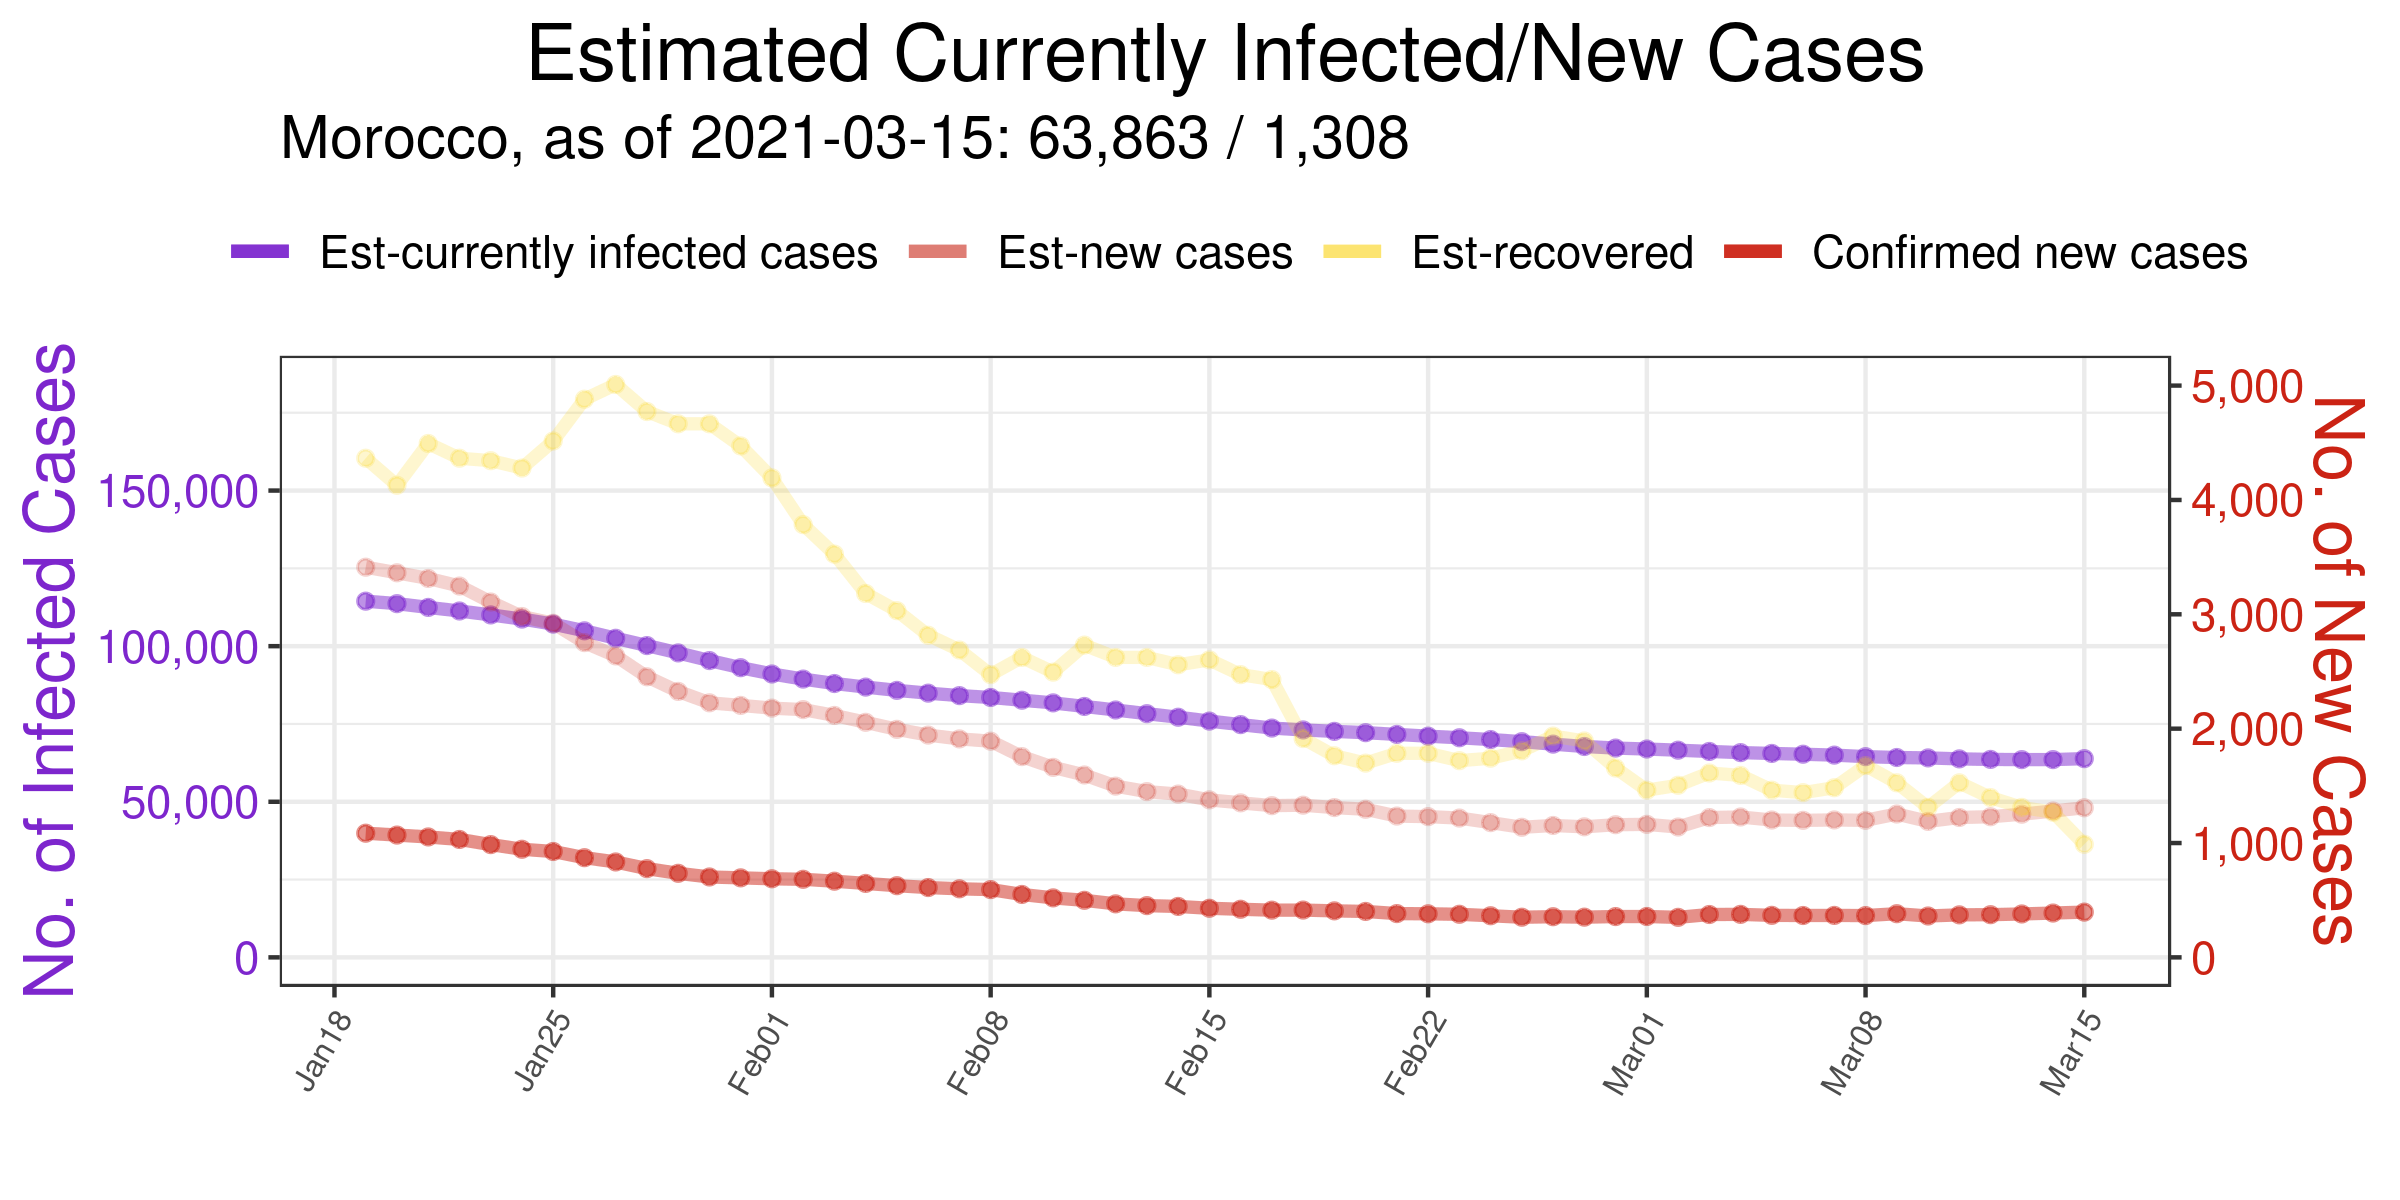 Estimated Currently Infected/New Cases
Morocco, as of 2021-03-15: 63,863 / 1,308
Est-currently infected cases Est-new cases Est-recovered Confirmed new cases
No. of Infected Cases
150,000
100,000
50,000
0
5,000
4,000
3,000
2,000
1,000
0
No. of New Cases
Jan18 Jan25 Feb01 Feb08 Feb15 Feb22 Mar01 Mar08 Mar15